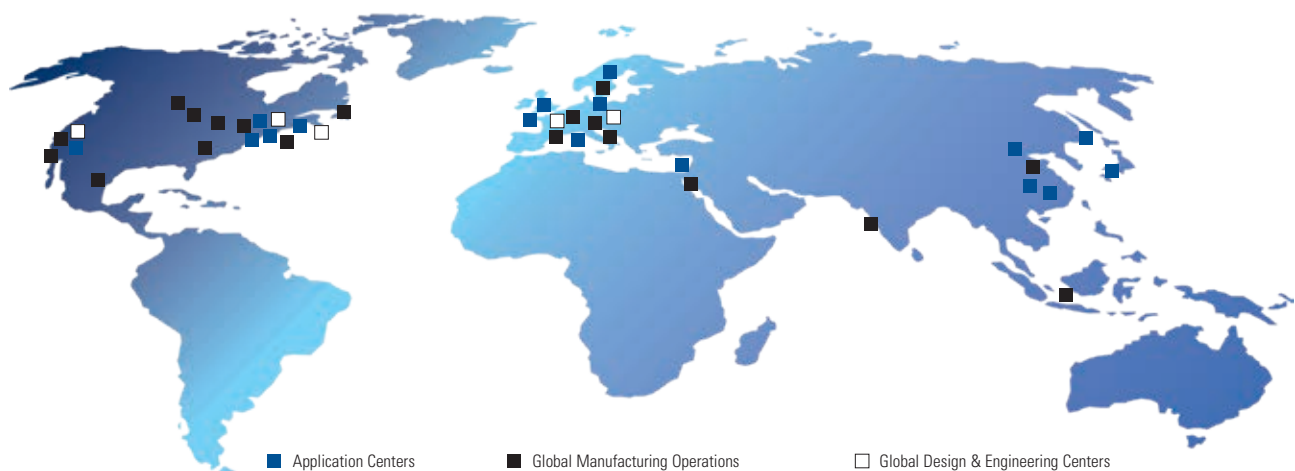 Application Centers
Global Manufacturing Operations
Global Design & Engineering Centers